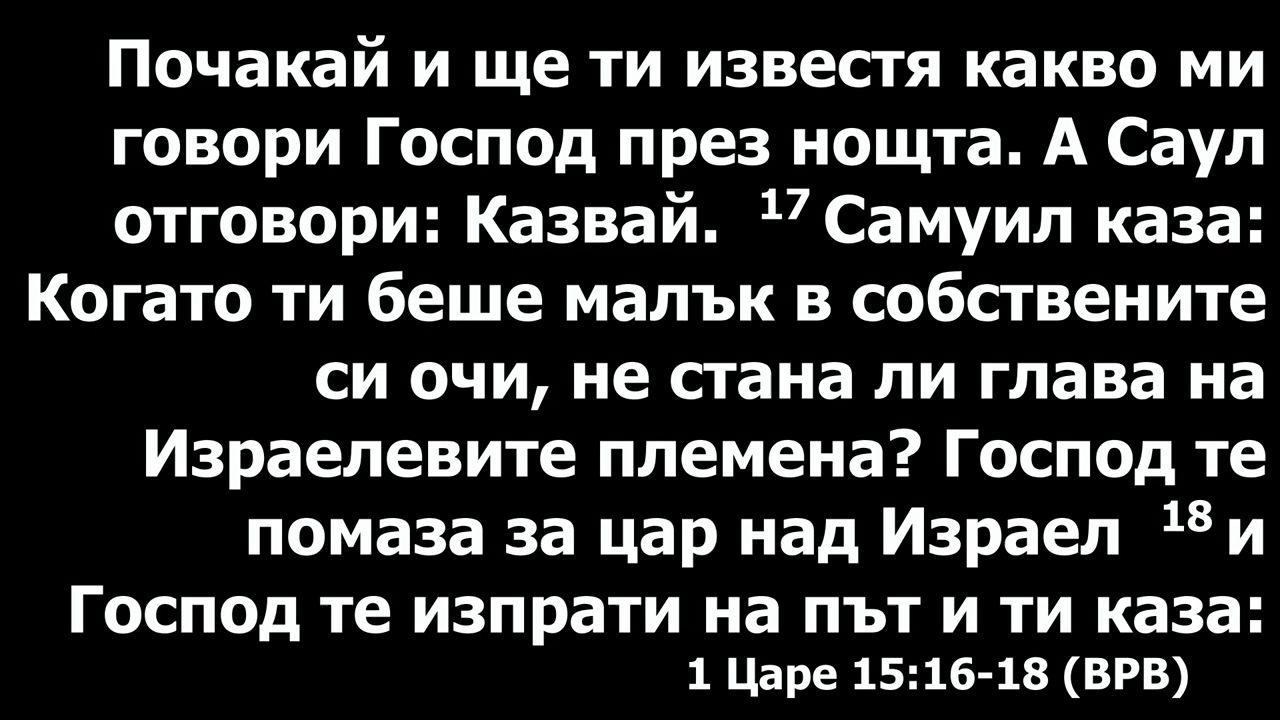 Почакай и ще ти известя какво ми
говори Господ през нощта. А Саул
отговори: Казвай. 17 Самуил каза:
Когато ти беше малък в собствените
си очи, не стана ли глава на
Израелевите племена? Господ те
помаза за цар над Израел 18 и
Господ те изпрати на път и ти каза:
1 Царе 15:16-18 (ВРВ)